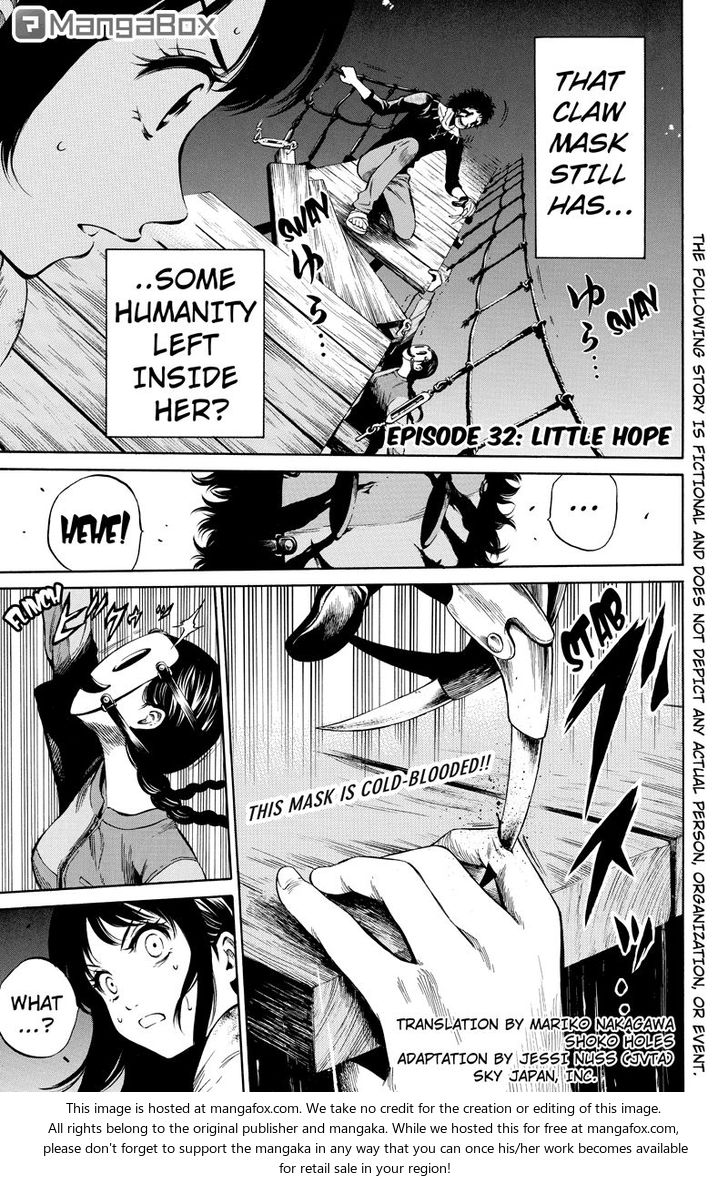 MangaBox
THAT
CLAW
MASK
STILL
HAS...
..SOME
HUMANITY
LEFT
INSIDE
HER?
SWAY
ゆら…
ゆら…
SWAY
EPISODE 32: LITTLE HOPE
THE FOLLOWING STORY IS FICTIONAL AND DOES NOT DEPICT ANY ACTUAL PERSON, ORGANIZATION, OR EVENT.
...
HEHE!
STAB
THIS MASK IS COLD-BLOODED!!
FLINCH
WHAT
...?
TRANSLATION BY MARIKO NAKAGAWA
SHOKO HOLES
ADAPTATION BY JESSI NUSS (JVTA)
SKY JAPAN, INC.
This image is hosted at mangafox.com. We take no credit for the creation or editing of this image.
All rights belong to the original publisher and mangaka. While we hosted this for free at mangafox.com,
please don't forget to support the mangaka in any way that you can once his/her work becomes available
for retail sale in your region!